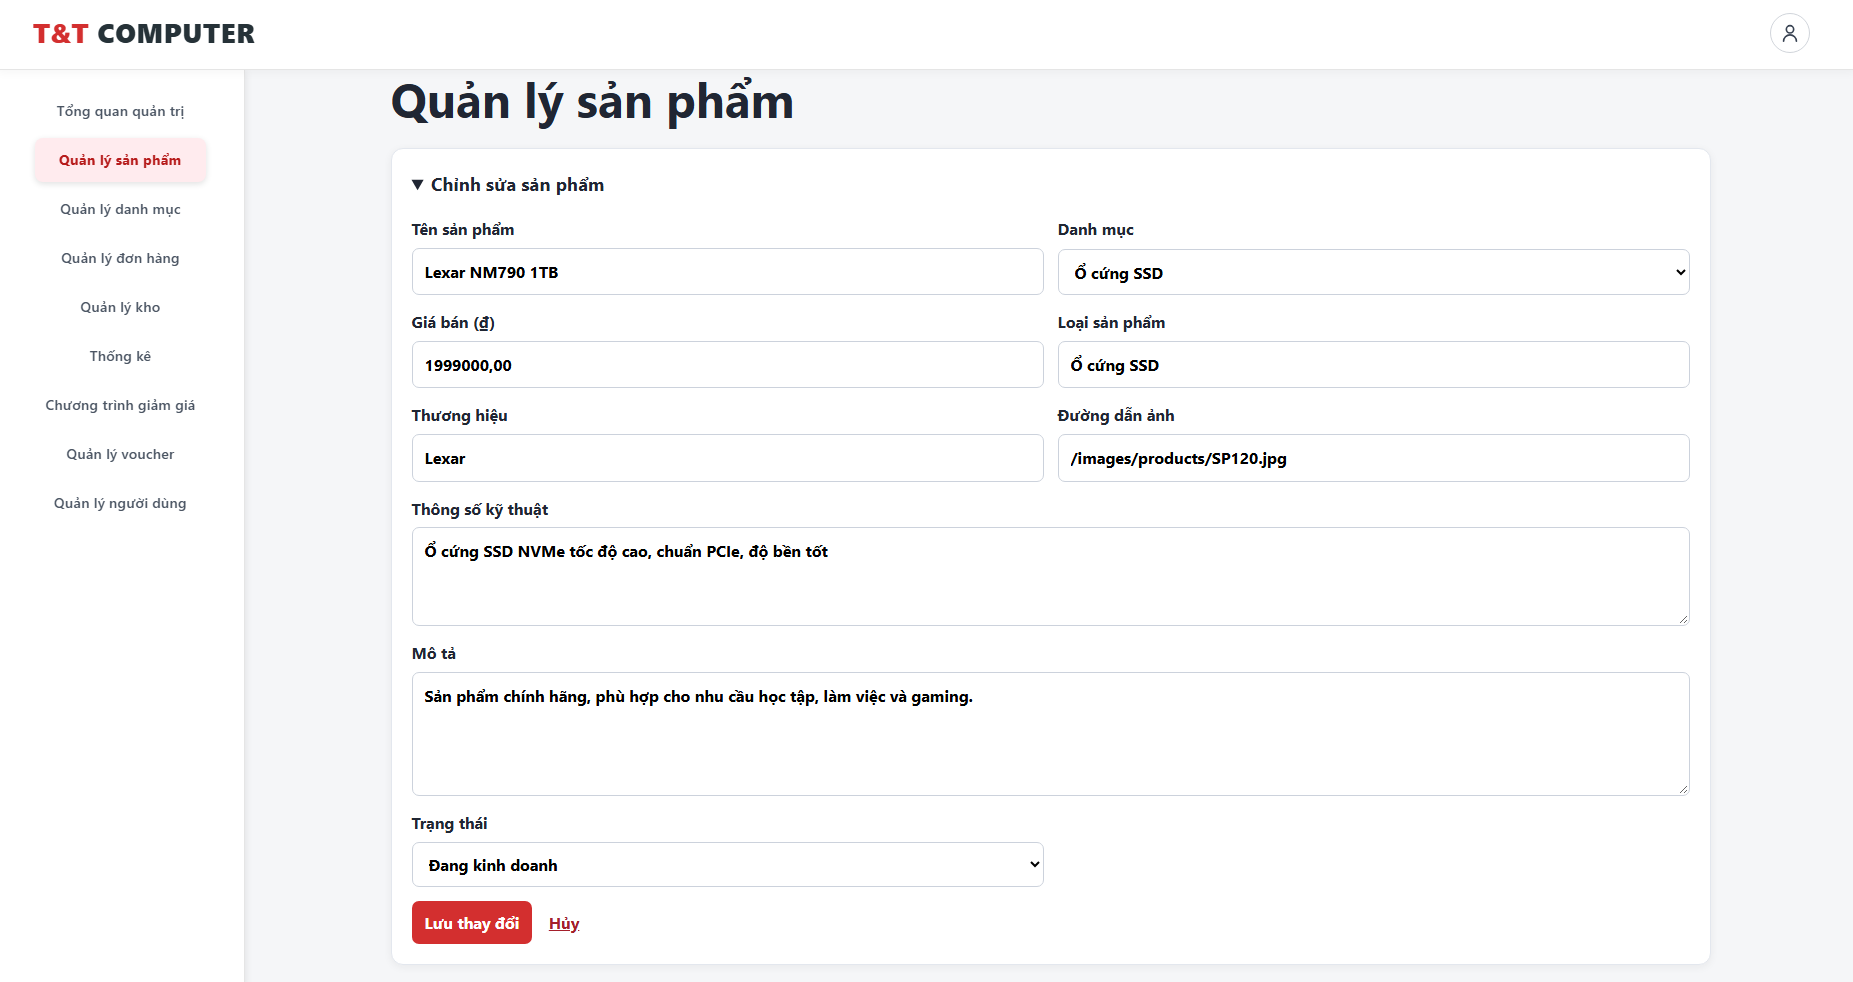 T&T COMPUTER
Tổng quan quản trị
Quản lý sản phẩm
Quản lý danh mục
Quản lý đơn hàng
Quản lý kho
Thống kê
Chương trình giảm giá
Quản lý voucher
Quản lý người dùng
Quản lý sản phẩm
▼ Chỉnh sửa sản phẩm
Tên sản phẩm
Lexar NM790 1TB
Danh mục
Ổ cứng SSD
Giá bán (₫)
1999000,00
Loại sản phẩm
Ổ cứng SSD
Thương hiệu
Lexar
Đường dẫn ảnh
/images/products/SP120.jpg
Thông số kỹ thuật
Ổ cứng SSD NVMe tốc độ cao, chuẩn PCIe, độ bền tốt
Mô tả
Sản phẩm chính hãng, phù hợp cho nhu cầu học tập, làm việc và gaming.
Trạng thái
Đang kinh doanh
Lưu thay đổi
Hủy